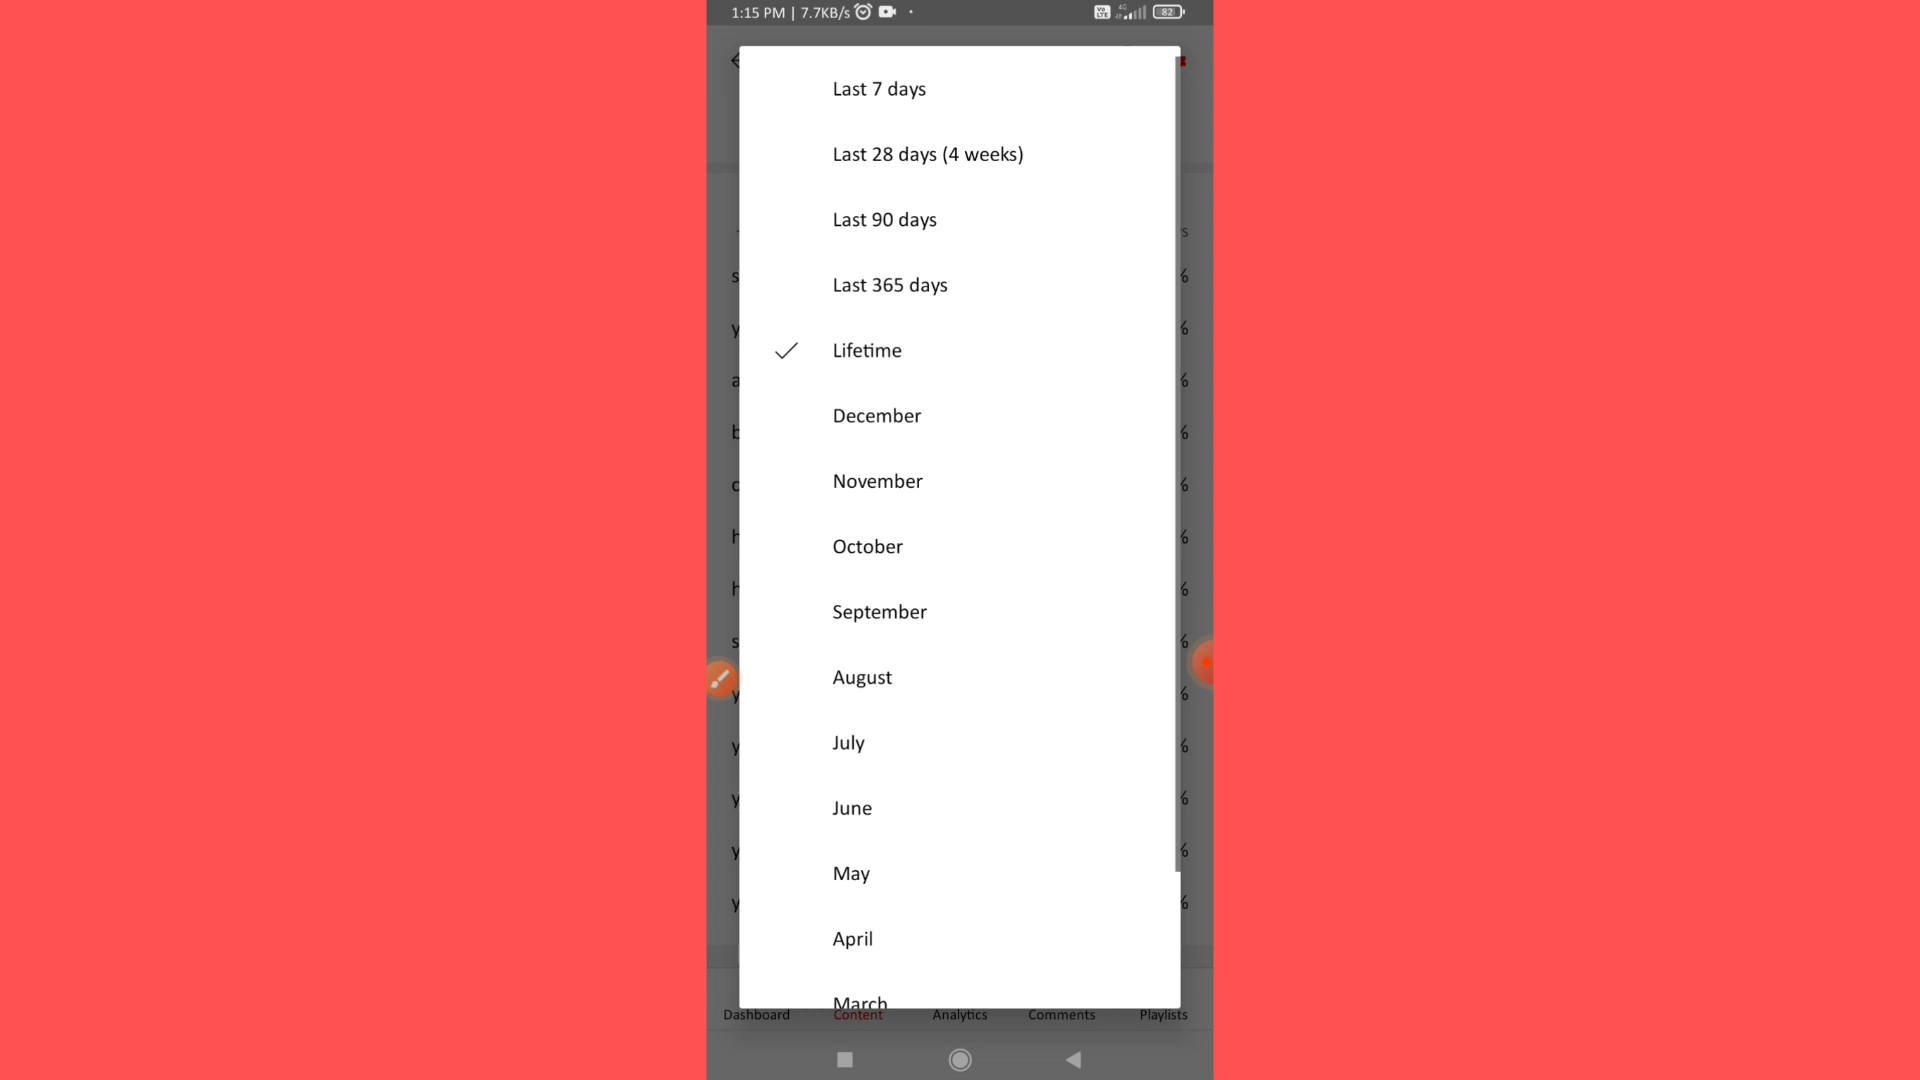 1:15 PM | 7.7KB/s
82
Last 7 days
Last 28 days (4 weeks)
Last 90 days
Last 365 days
Lifetime
December
November
October
September
August
July
June
May
April
March
Dashboard
Content
Analytics
Comments
Playlists